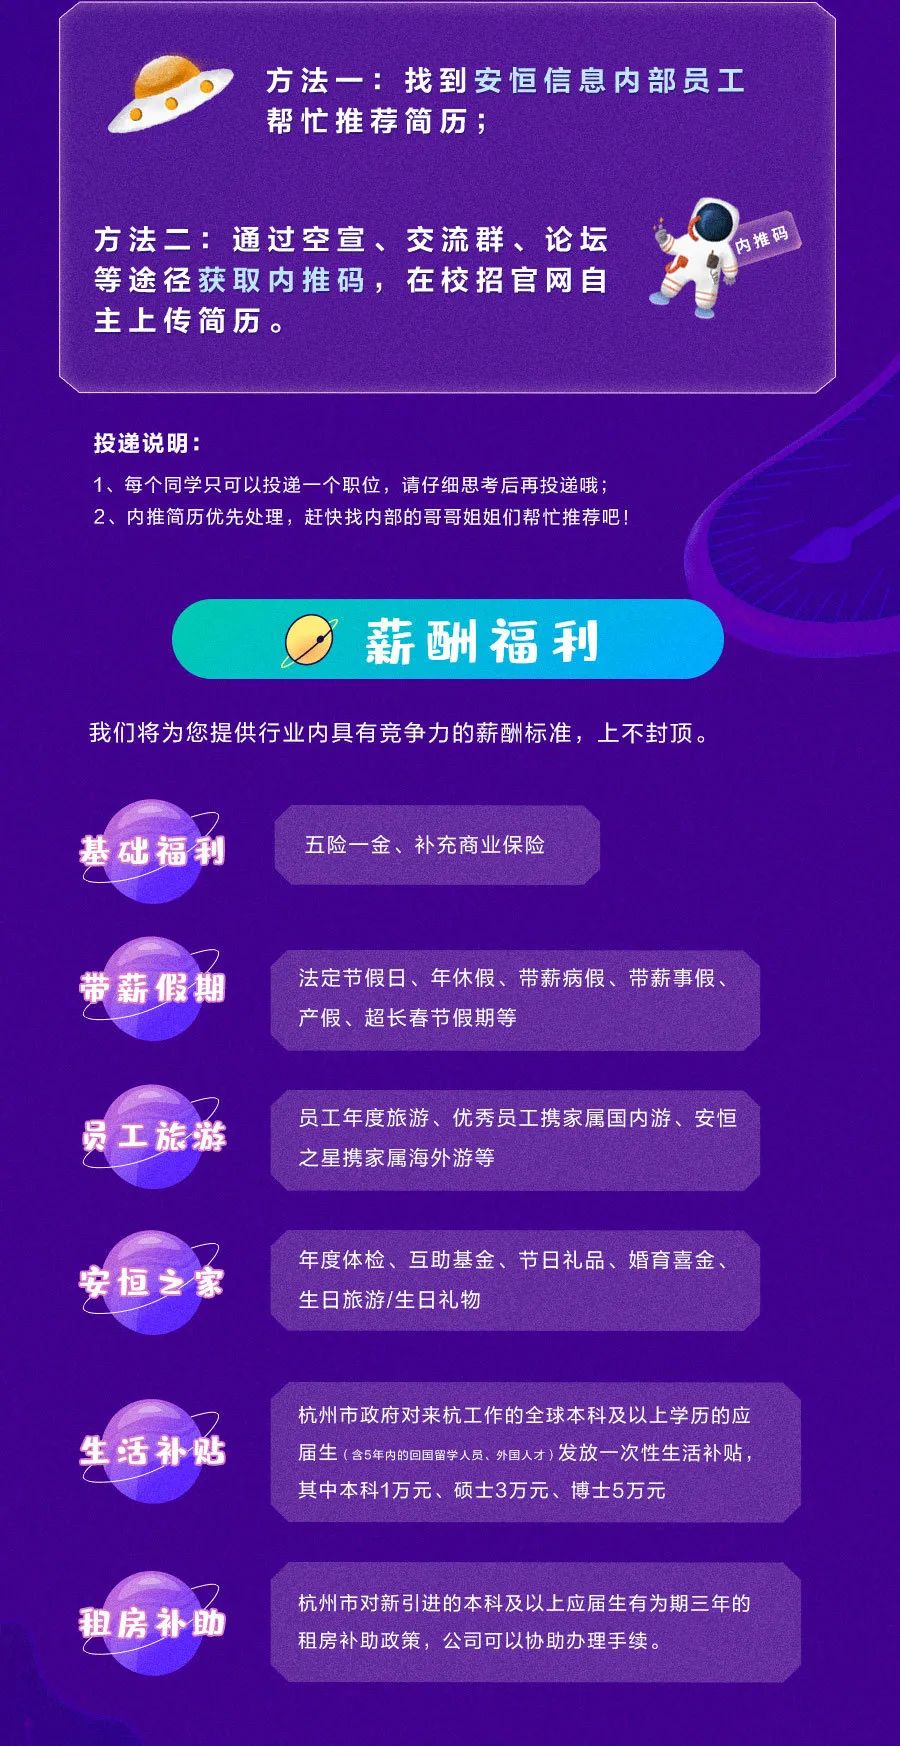 方法一：找到安恒信息内部员工
帮忙推荐简历；
方法二：通过空宣、交流群、论坛
等途径获取内推码，在校招官网自
主上传简历。
内推码
投递说明：
1、每个同学只可以投递一个职位，请仔细思考后再投递哦；
2、内推简历优先处理，赶快找内部的哥哥姐姐们帮忙推荐吧！
薪酬福利
我们将为您提供行业内具有竞争力的薪酬标准，上不封顶。
基础福利
五险一金、补充商业保险
带薪假期
法定节假日、年休假、带薪病假、带薪事假、
产假、超长春节假期等
员工旅游
员工年度旅游、优秀员工携家属国内游、安恒
之星携家属海外游等
安恒之家
年度体检、互助基金、节日礼品、婚育喜金、
生日旅游/生日礼物
生活补贴
杭州市政府对来杭工作的全球本科及以上学历的应
届生（含5年内的回国留学人员、外国人才）发放一次性生活补贴，
其中本科1万元、硕士3万元、博士5万元
租房补助
杭州市对新引进的本科及以上应届生有为期三年的
租房补助政策，公司可以协助办理手续。